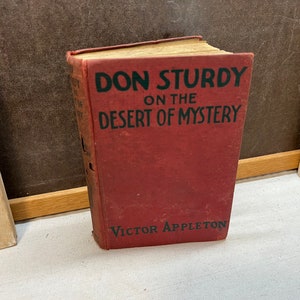 DON STURDY
ON THE
DESERT OF MYSTERY
VICTOR APPLETON